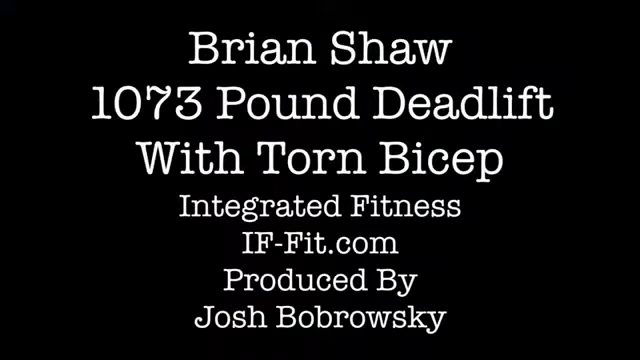 Brian Shaw
1073 Pound Deadlift
With Torn Bicep
Integrated Fitness
IF-Fit.com
Produced By
Josh Bobrowsky